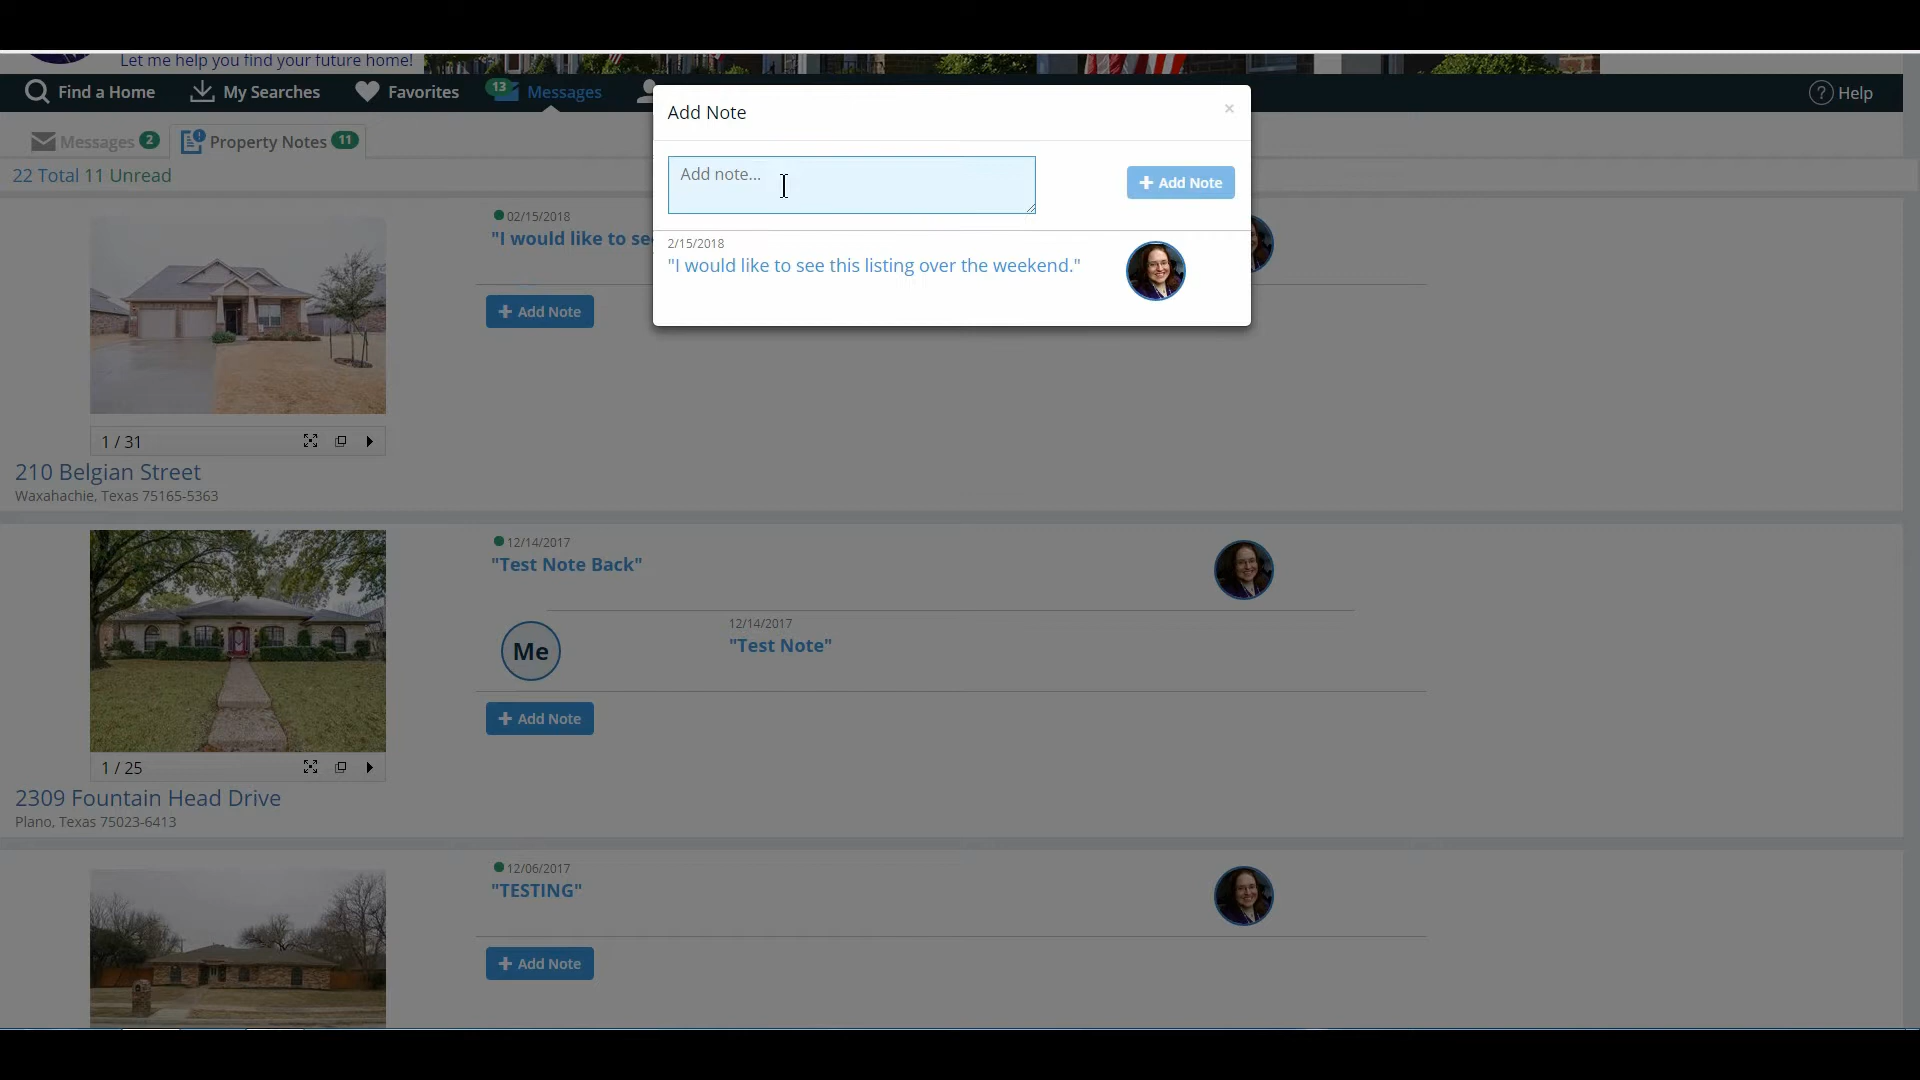 Let me help you find your future home!
Find a Home
My Searches
Favorites
13
Messages
? Help
Messages 2
Property Notes 11
22 Total 11 Unread
Add Note
×
Add note...
+ Add Note
2/15/2018
"I would like to see this listing over the weekend."
02/15/2018
"I would like to se
+ Add Note
1 / 31
210 Belgian Street
Waxahachie, Texas 75165-5363
12/14/2017
"Test Note Back"
Me
12/14/2017
"Test Note"
+ Add Note
1 / 25
2309 Fountain Head Drive
Plano, Texas 75023-6413
12/06/2017
"TESTING"
+ Add Note